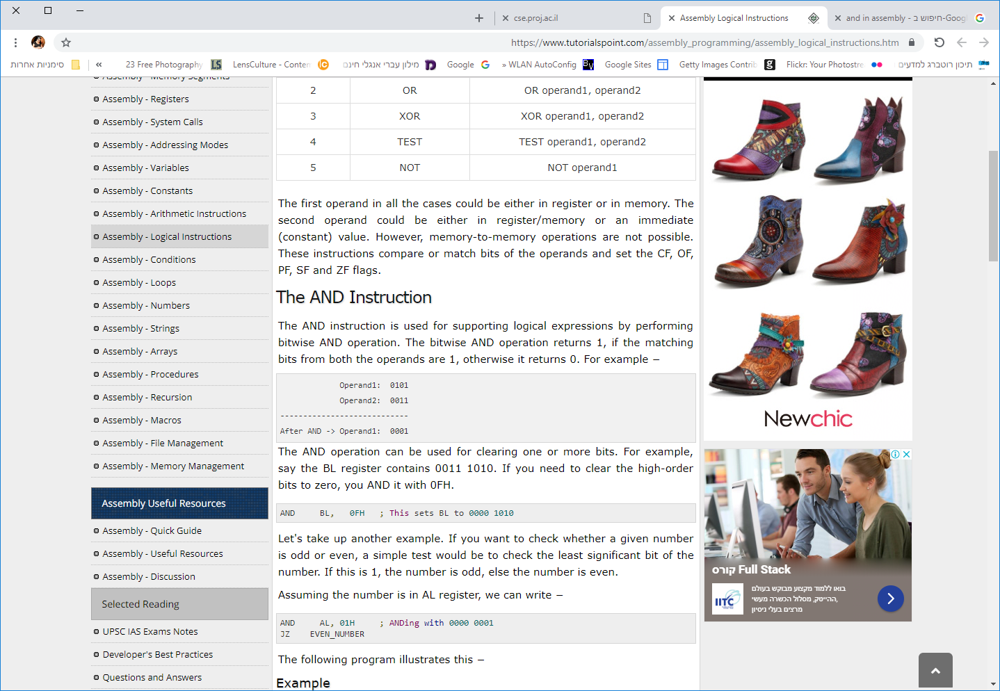 cse.proj.ac.il
Assembly Logical Instructions
and in assembly - חיפוש ב-Goog
https://www.tutorialspoint.com/assembly_programming/assembly_logical_instructions.htm
סימניות אחרות
«
23 Free Photography
LS
LensCulture - Conten
מילון עברי אנגלי חינם
Google
» WLAN AutoConfig
Bv
Google Sites
Getty Images Contrib
g
Flickr: Your Photostre
תיכון רוטברג למדעים
Assembly - Memory Segments
Assembly - Registers
Assembly - System Calls
Assembly - Addressing Modes
Assembly - Variables
Assembly - Constants
Assembly - Arithmetic Instructions
Assembly - Logical Instructions
Assembly - Conditions
Assembly - Loops
Assembly - Numbers
Assembly - Strings
Assembly - Arrays
Assembly - Procedures
Assembly - Recursion
Assembly - Macros
Assembly - File Management
Assembly - Memory Management
Assembly Useful Resources
Assembly - Quick Guide
Assembly - Useful Resources
Assembly - Discussion
Selected Reading
UPSC IAS Exams Notes
Developer's Best Practices
Questions and Answers
2 OR OR operand1, operand2
3 XOR XOR operand1, operand2
4 TEST TEST operand1, operand2
5 NOT NOT operand1
The first operand in all the cases could be either in register or in memory. The
second operand could be either in register/memory or an immediate
(constant) value. However, memory-to-memory operations are not possible.
These instructions compare or match bits of the operands and set the CF, OF,
PF, SF and ZF flags.
The AND Instruction
The AND instruction is used for supporting logical expressions by performing
bitwise AND operation. The bitwise AND operation returns 1, if the matching
bits from both the operands are 1, otherwise it returns 0. For example −
Operand1: 0101
Operand2: 0011
----------------------------
After AND -> Operand1: 0001
The AND operation can be used for clearing one or more bits. For example,
say the BL register contains 0011 1010. If you need to clear the high-order
bits to zero, you AND it with 0FH.
AND BL, 0FH ; This sets BL to 0000 1010
Let's take up another example. If you want to check whether a given number
is odd or even, a simple test would be to check the least significant bit of the
number. If this is 1, the number is odd, else the number is even.
Assuming the number is in AL register, we can write −
AND AL, 01H ; ANDing with 0000 0001
JZ EVEN_NUMBER
The following program illustrates this −
Example
Newchic
קורס Full Stack
IITC
בואו ללמוד מקצוע מבוקש בעולם
ההייטק, מסלול הכשרה מעשי,
מרצים בעלי ניסיון